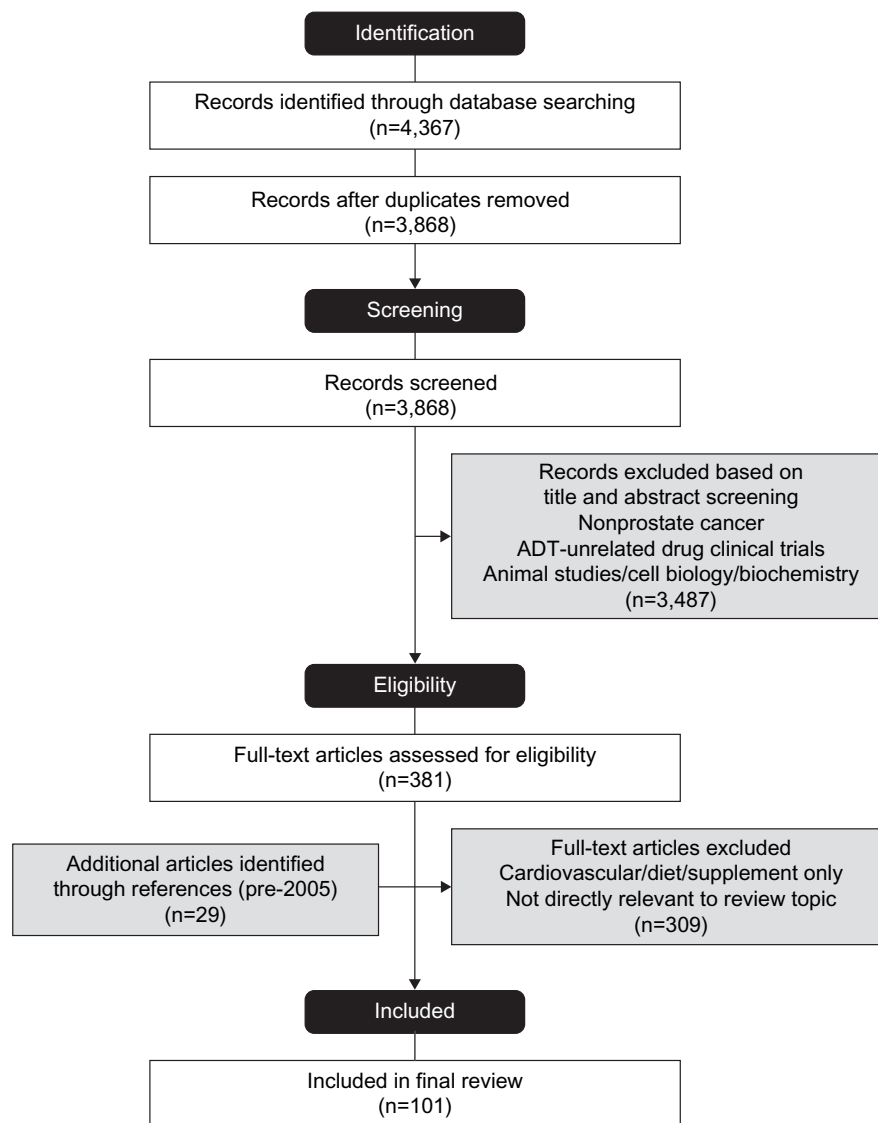 Identification
Records identified through database searching
(n=4,367)
Records after duplicates removed
(n=3,868)
Screening
Records screened
(n=3,868)
Records excluded based on
title and abstract screening
Nonprostate cancer
ADT-unrelated drug clinical trials
Animal studies/cell biology/biochemistry
(n=3,487)
Eligibility
Full-text articles assessed for eligibility
(n=381)
Additional articles identified
through references (pre-2005)
(n=29)
Full-text articles excluded
Cardiovascular/diet/supplement only
Not directly relevant to review topic
(n=309)
Included
Included in final review
(n=101)